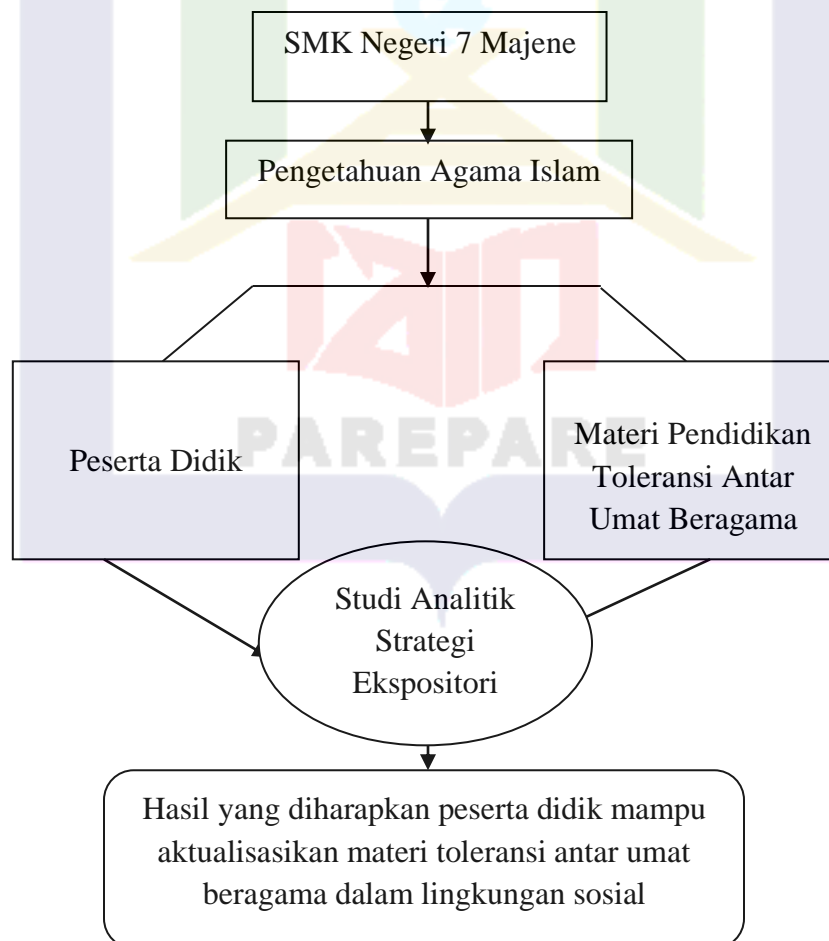 SMK Negeri 7 Majene
Pengetahuan Agama Islam
Peserta Didik
Materi Pendidikan
Toleransi Antar
Umat Beragama
PAREPARE
Studi Analitik
Strategi
Ekspositori
Hasil yang diharapkan peserta didik mampu
aktualisasikan materi toleransi antar umat
beragama dalam lingkungan sosial